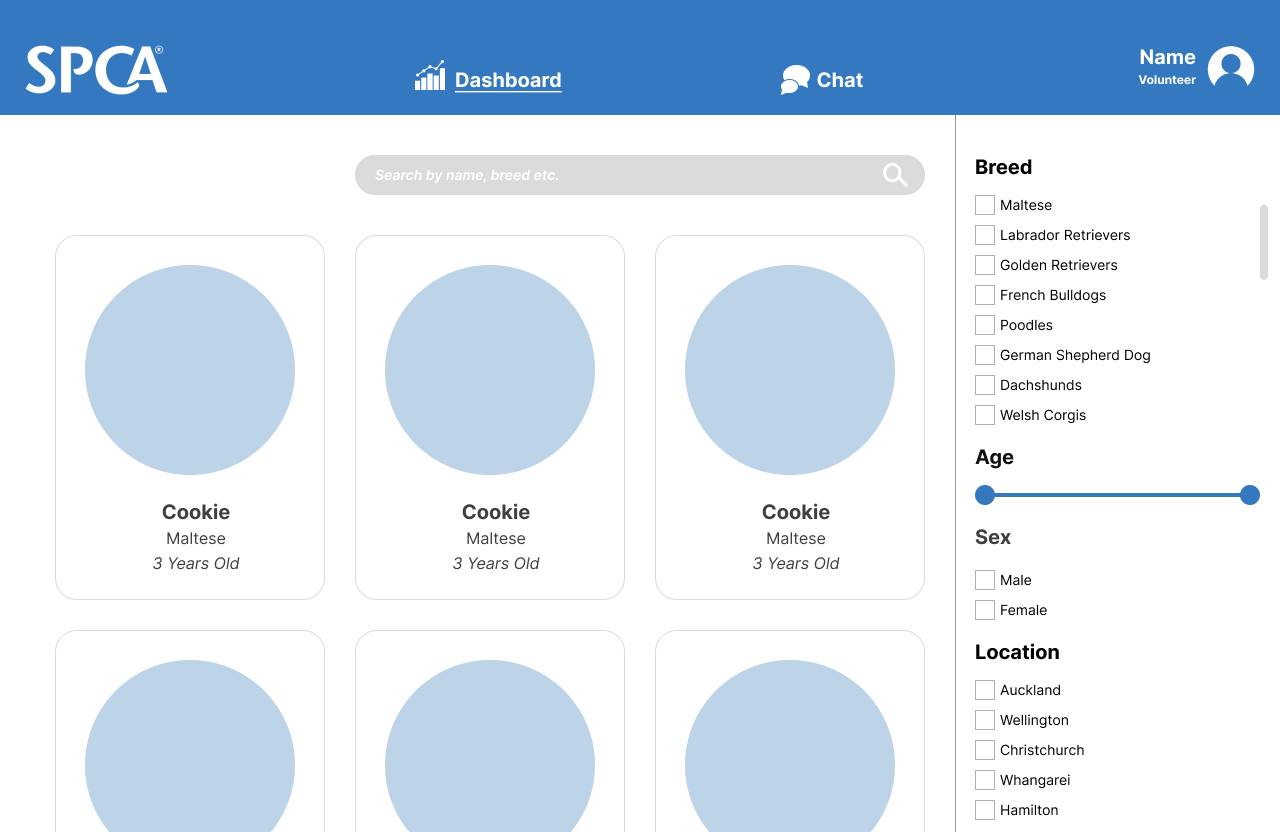 SPCA®
Dashboard
Chat
Name
Volunteer
Search by name, breed etc.
Cookie
Maltese
3 Years Old
Cookie
Maltese
3 Years Old
Cookie
Maltese
3 Years Old
Breed
Maltese
Labrador Retrievers
Golden Retrievers
French Bulldogs
Poodles
German Shepherd Dog
Dachshunds
Welsh Corgis
Age
Sex
Male
Female
Location
Auckland
Wellington
Christchurch
Whangarei
Hamilton